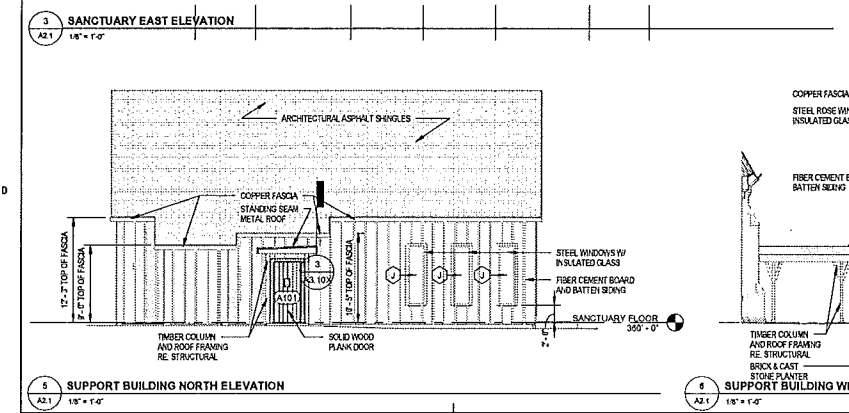 3 SANCTUARY EAST ELEVATION
A2.1 1/8" = 1'-0"
ARCHITECTURAL ASPHALT SHINGLES
COPPER FASCIA
STANDING SEAM
METAL ROOF
12'- 3" TOP OF FASCIA
9'- 0" TOP OF FASCIA
TOP OF FASCIA
3
A101
J
J
J
STEEL WINDOWS W/
INSULATED GLASS
FIBER CEMENT BOARD
AND BATTEN SIDING
SANCTUARY FLOOR
360' - 0"
TIMBER COLUMN
AND ROOF FRAMING
RE. STRUCTURAL
SOLID WOOD
PLANK DOOR
5 SUPPORT BUILDING NORTH ELEVATION
A2.1 1/8" = 1'-0"
D
COPPER FASCIA
STEEL ROSE WIN
INSULATED GLAS
FIBER CEMENT B
BATTEN SIDING
TIMBER COLUMN
AND ROOF FRAMING
RE. STRUCTURAL
BRICK & CAST
STONE PLANTER
6 SUPPORT BUILDING WE
A2.1 1/8" = 1'-0"